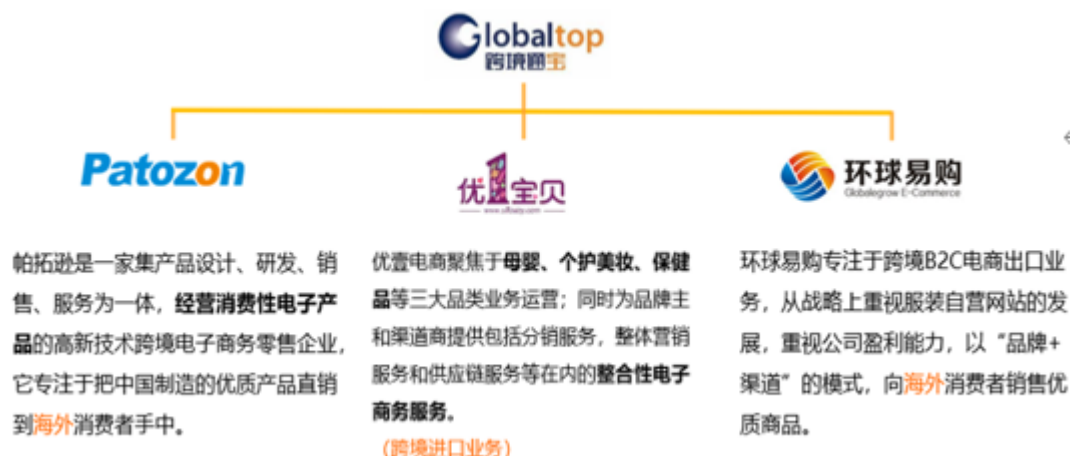 Globaltop
跨境通宝
Patozon
优1宝贝
环球易购
Globalegrow E-Commerce
帕拓逊是一家集产品设计、研发、销
售、服务为一体，经营消费性电子产
品的高新技术跨境电子商务零售企业，
它专注于把中国制造的优质产品直销
到海外消费者手中。
优壹电商聚焦于母婴、个护美妆、保健
品等三大品类业务运营；同时为品牌主
和渠道商提供包括分销服务，整体营销
服务和供应链服务等在内的整合性电子
商务服务。
（跨境进口业务）
环球易购专注于跨境B2C电商出口业
务，从战略上重视服装自营网站的发
展，重视公司盈利能力，以“品牌+
渠道”的模式，向海外消费者销售优
质商品。